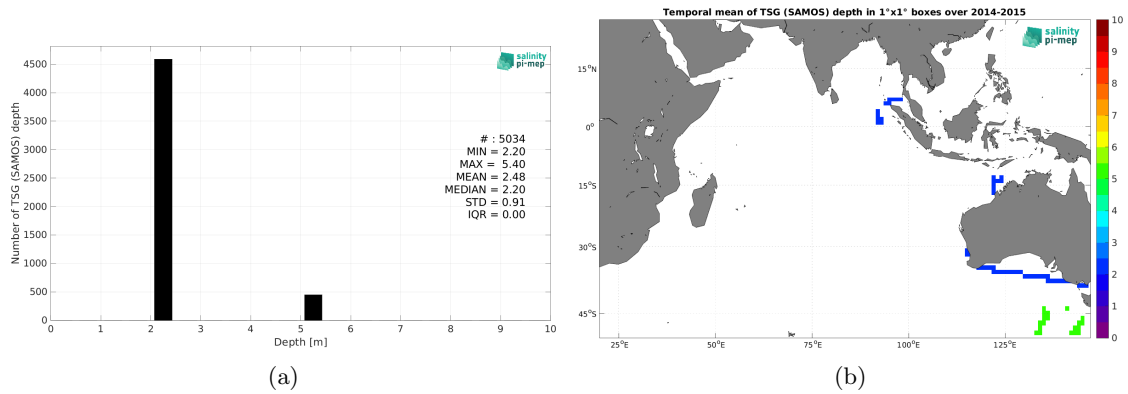 Number of TSG (SAMOS) depth
4500
4000
3500
3000
2500
2000
1500
1000
500
0
salinity
pi-mep
# : 5034
MIN = 2.20
MAX = 5.40
MEAN = 2.48
MEDIAN = 2.20
STD = 0.91
IQR = 0.00
0 1 2 3 4 5 6 7 8 9 10
Depth [m]
(a)
Temporal mean of TSG (SAMOS) depth in 1°x1° boxes over 2014-2015
salinity
pi-mep
15°N
0°
15°S
30°S
45°S
25°E 50°E 75°E 100°E 125°E
10
9
8
7
6
5
4
3
2
1
0
(b)